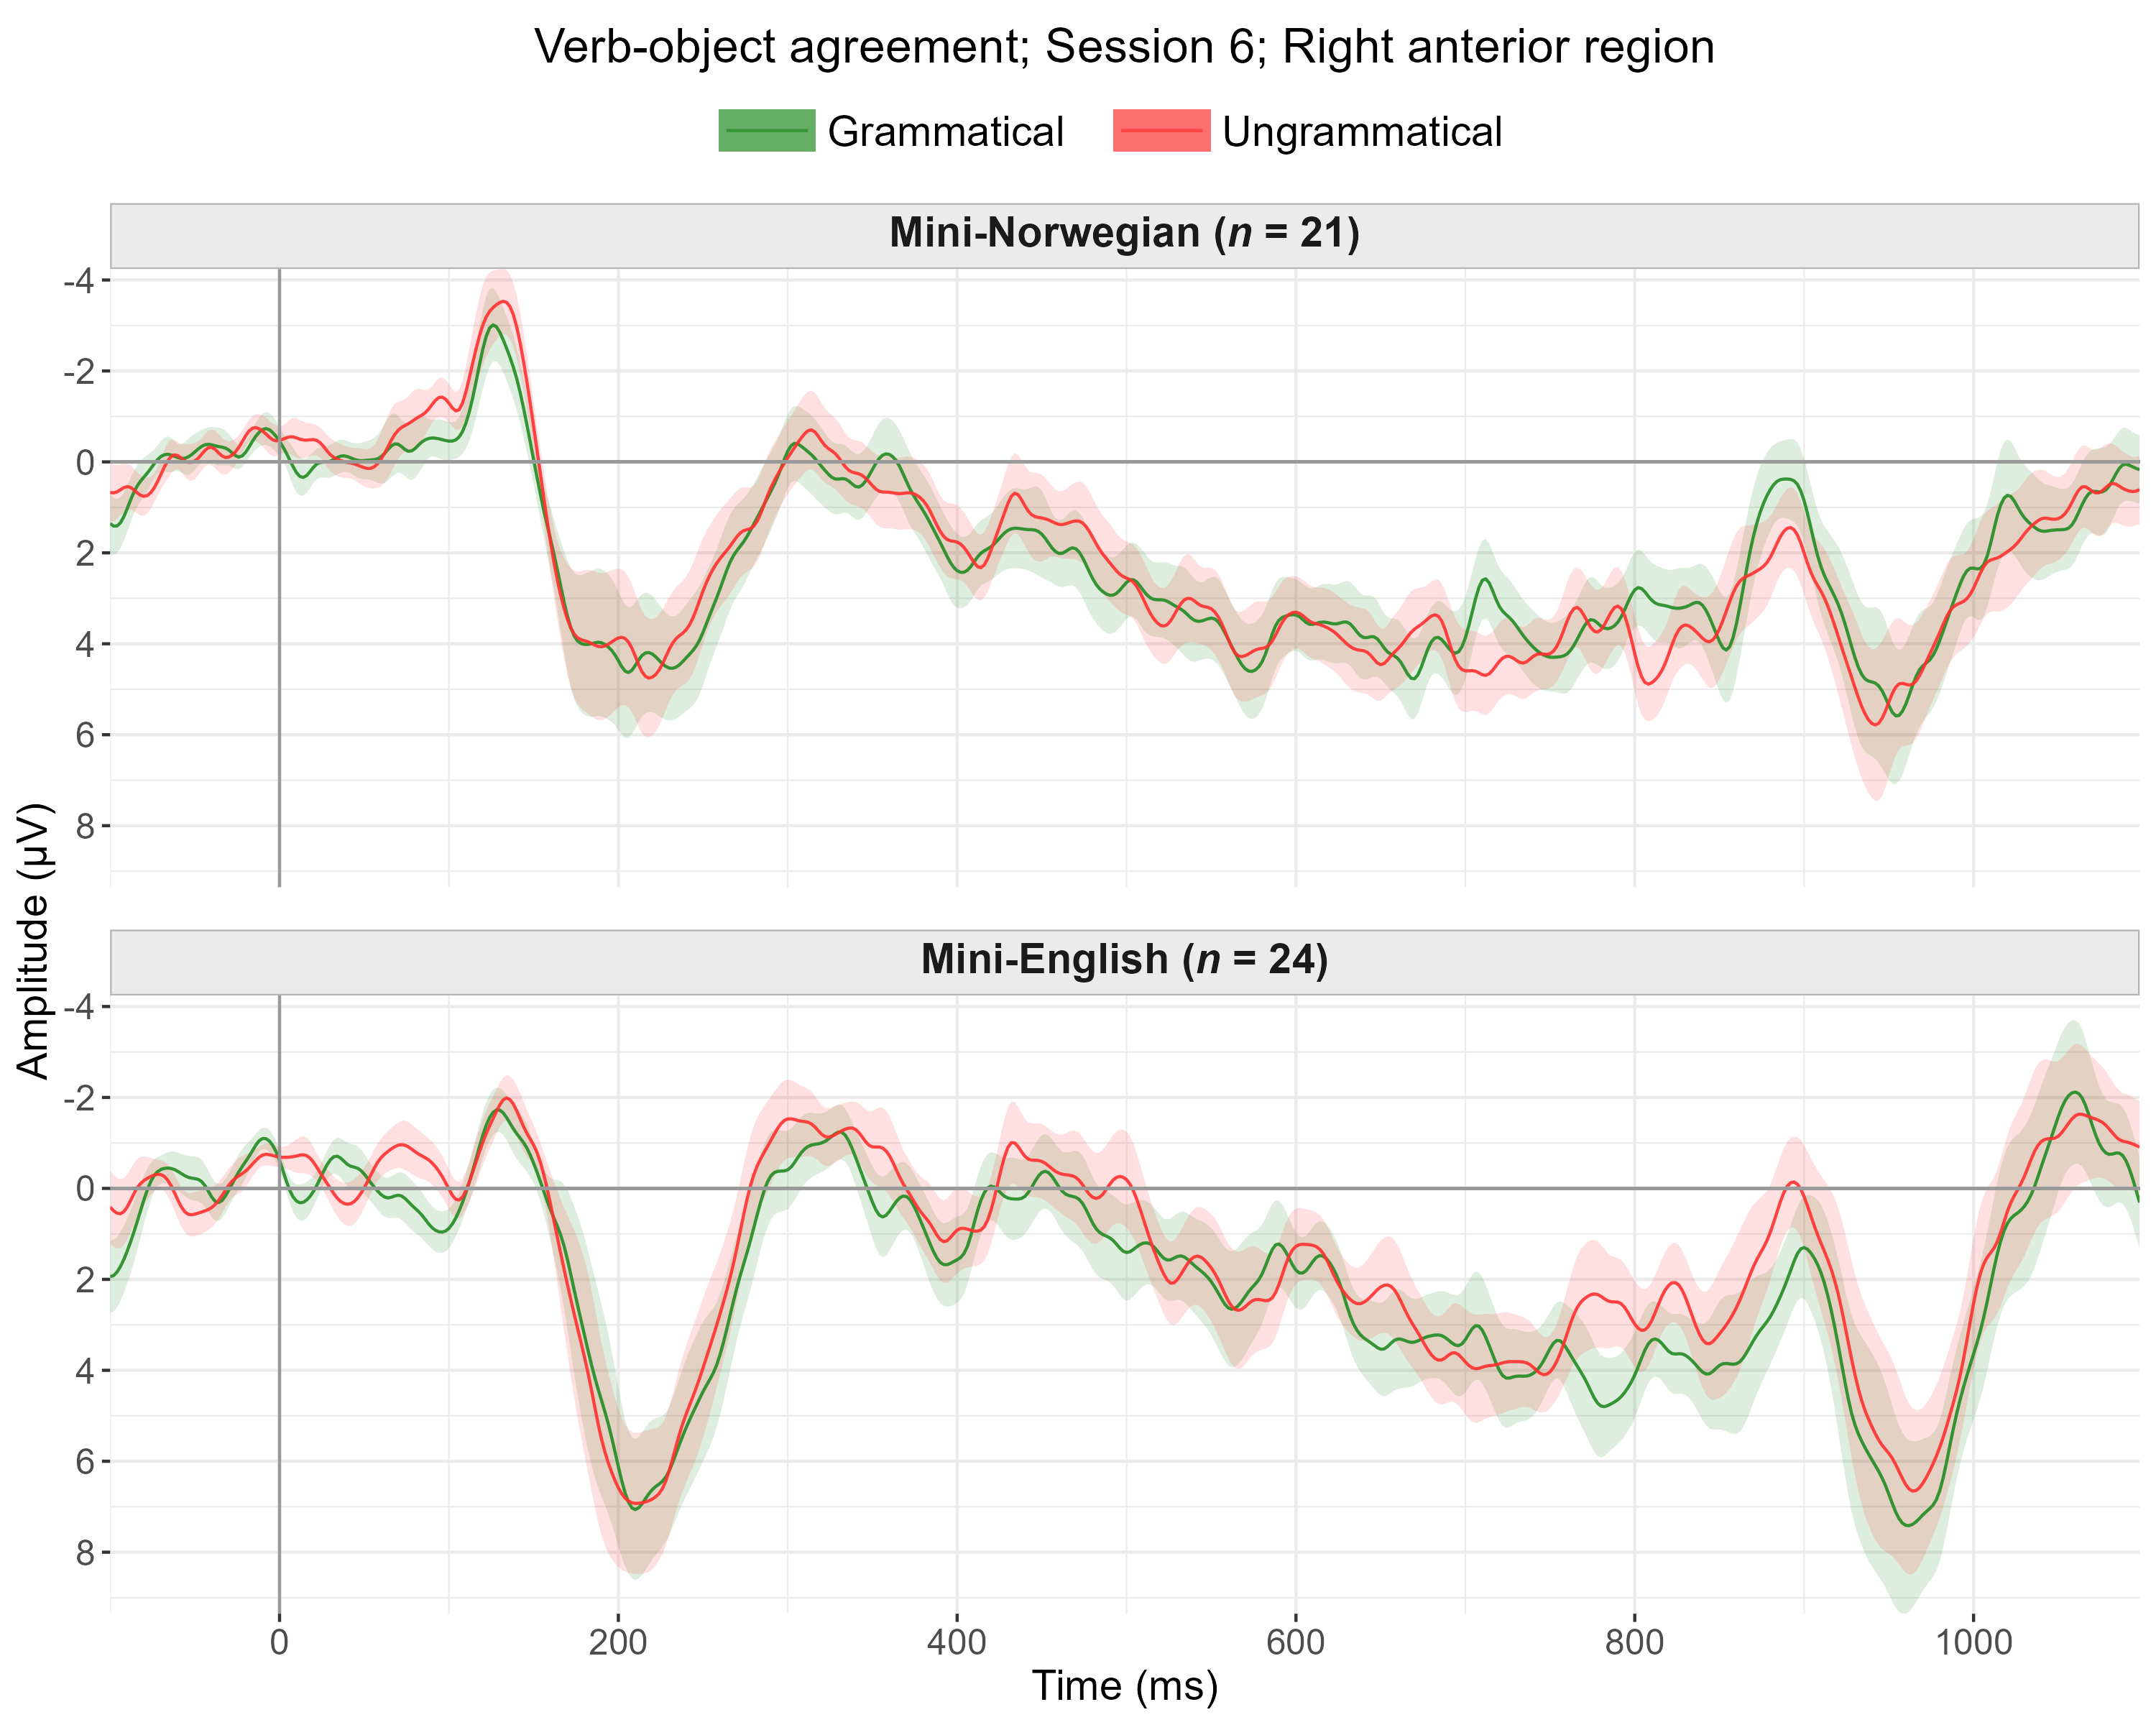 Verb-object agreement; Session 6; Right anterior region
Grammatical Ungrammatical
Mini-Norwegian (n = 21)
-4
-2
0
2
4
6
8
Amplitude (µV)
Mini-English (n = 24)
-4
-2
0
2
4
6
8
0 200 400 600 800 1000
Time (ms)